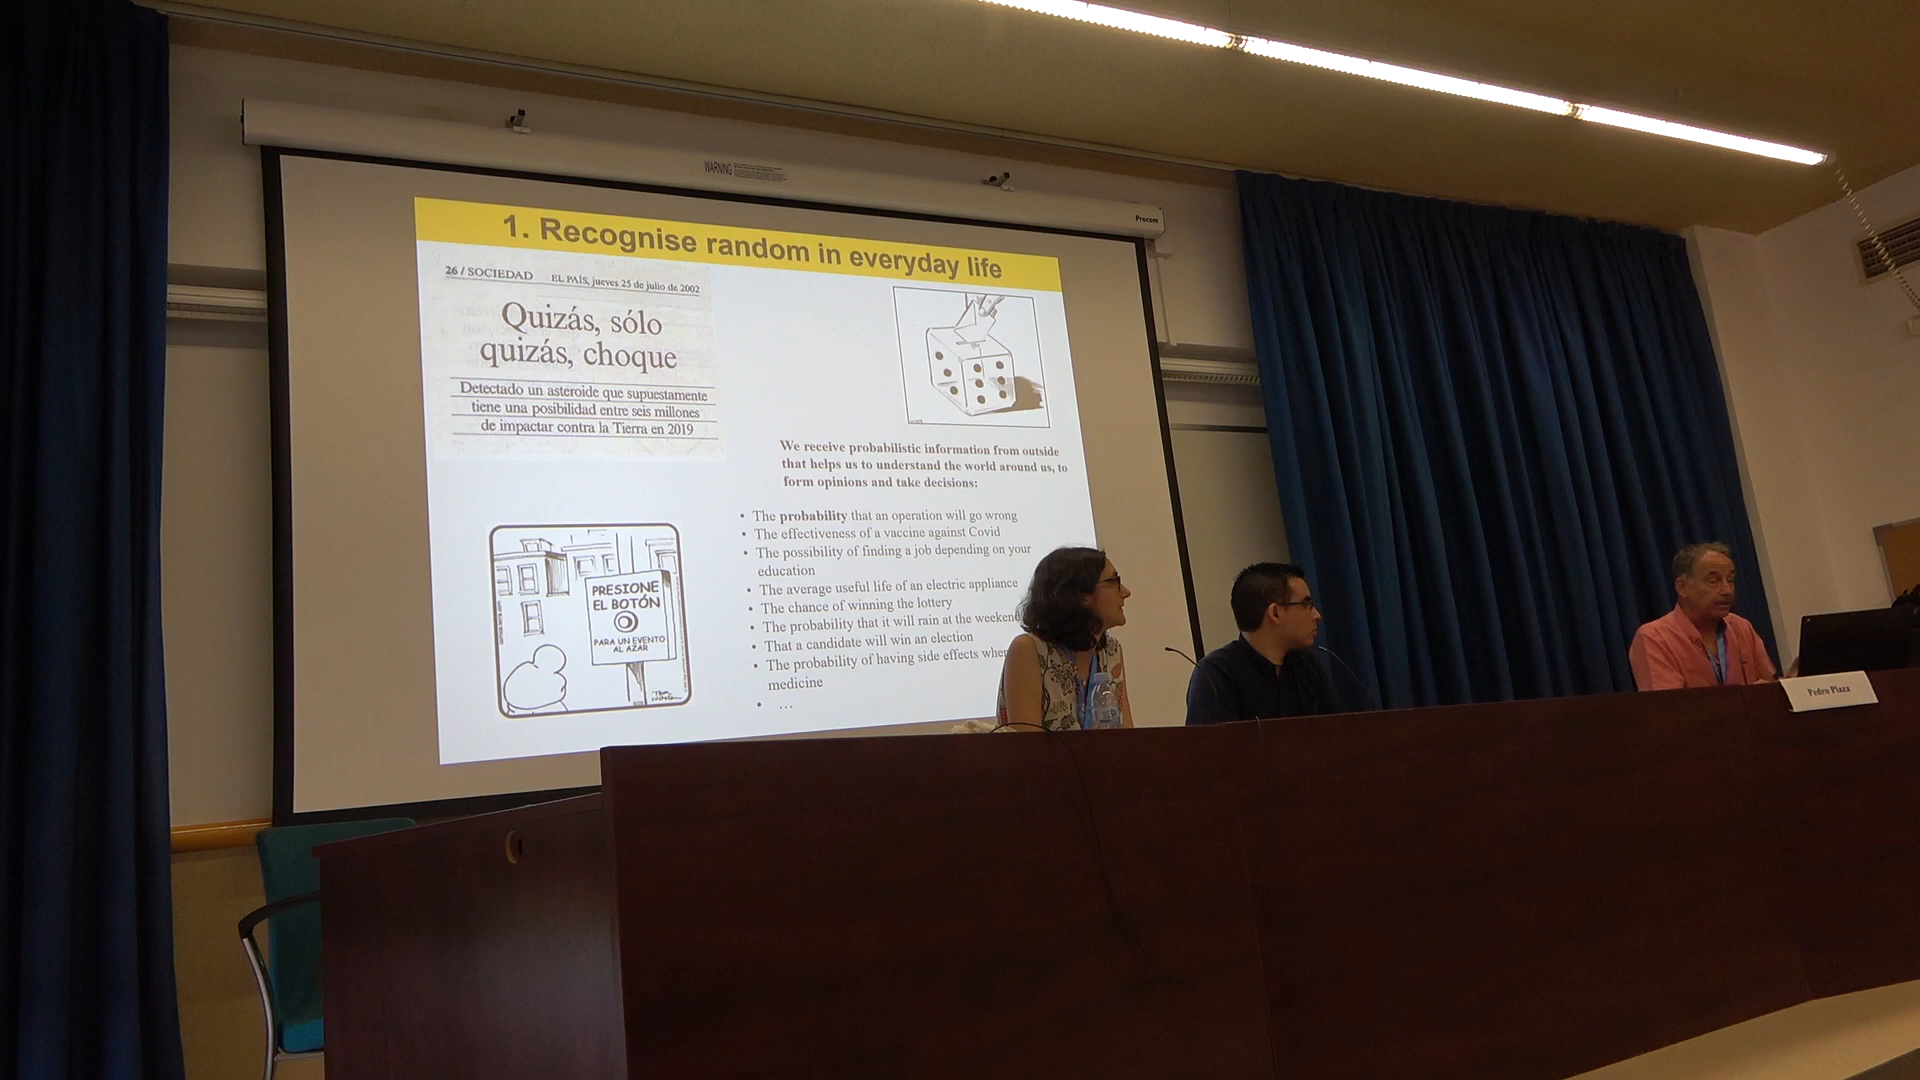 WARNING
Procom
1. Recognise random in everyday life
26 / SOCIEDAD EL PAÍS, jueves 25 de julio de 2002
Quizás, sólo
quizás, choque
Detectado un asteroide que supuestamente
tiene una posibilidad entre seis millones
de impactar contra la Tierra en 2019
We receive probabilistic information from outside
that helps us to understand the world around us, to
form opinions and take decisions:
• The probability that an operation will go wrong
• The effectiveness of a vaccine against Covid
• The possibility of finding a job depending on your
education
• The average useful life of an electric appliance
• The chance of winning the lottery
• The probability that it will rain at the weekend
• That a candidate will win an election
• The probability of having side effects when
medicine
• …
PRESIONE
EL BOTÓN
PARA UN EVENTO
AL AZAR
Pedro Plaza